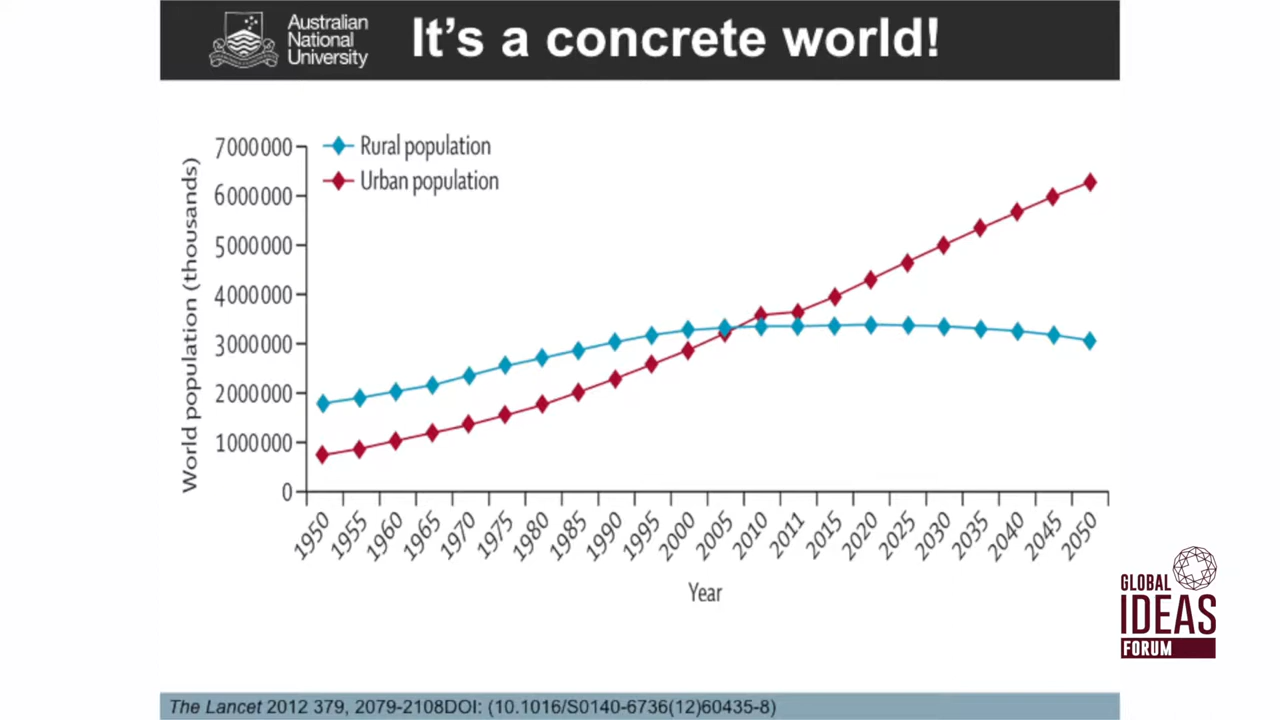 Australian
National
University
It's a concrete world!
Rural population
Urban population
World population (thousands)
7000000
6000000
5000000
4000000
3000000
2000000
1000000
0
1950 1955 1960 1965 1970 1975 1980 1985 1990 1995 2000 2005 2010 2011 2015 2020 2025 2030 2035 2040 2045 2050
Year
GLOBAL
IDEAS
FORUM
The Lancet 2012 379, 2079-2108DOI: (10.1016/S0140-6736(12)60435-8)